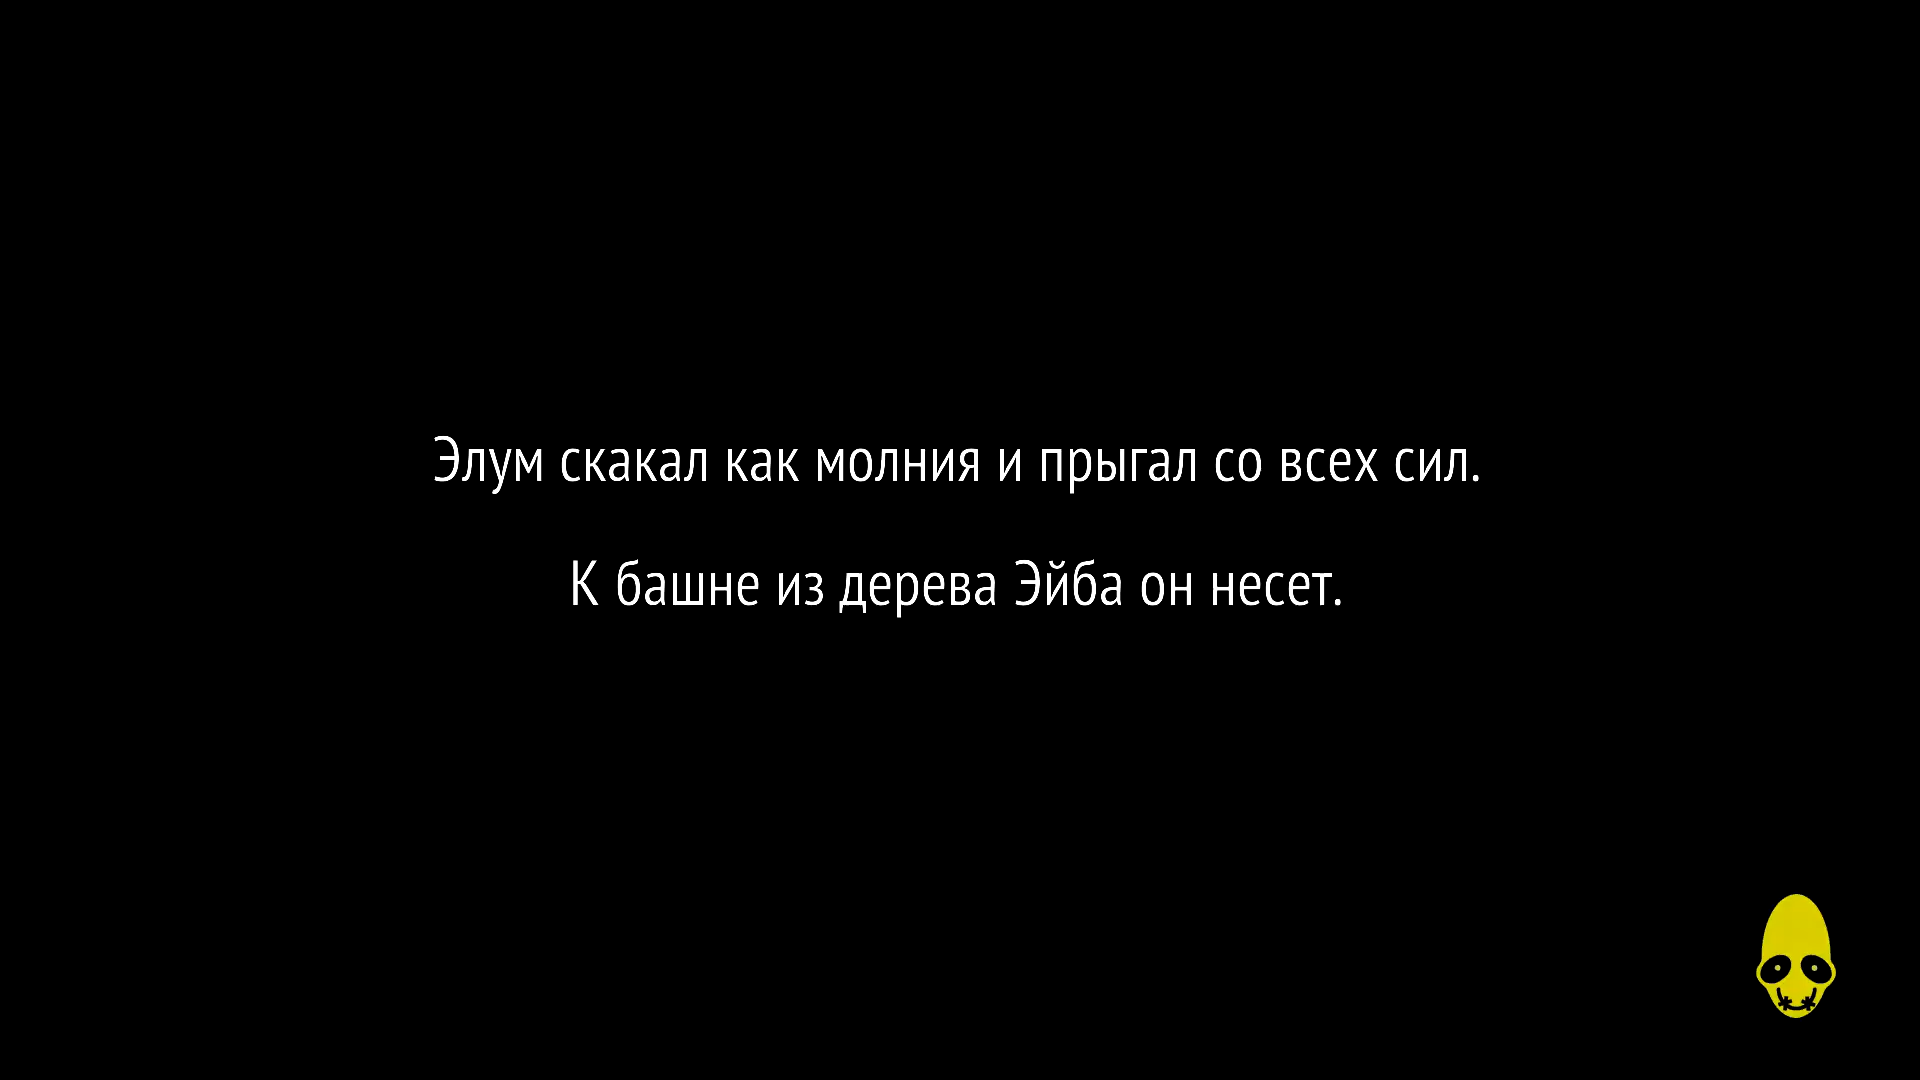 Элум скакал как молния и прыгал со всех сил.
К башне из дерева Эйба он несет.